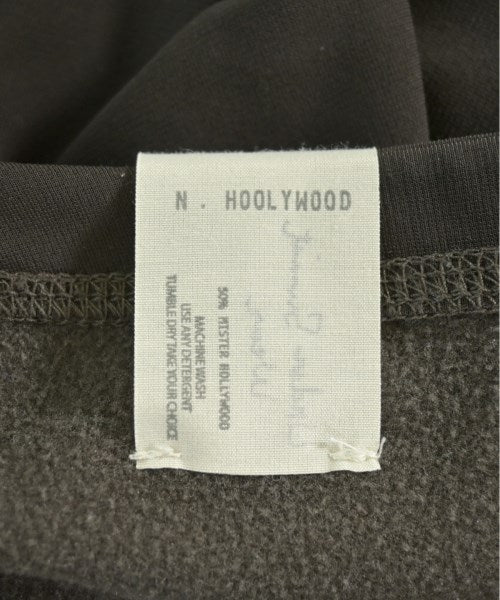 N. HOOLYWOOD
50% MISTER HOLLYWOOD
MACHINE WASH
USE ANY DETERGENT
TUMBLE DRY TAKE YOUR CHOICE